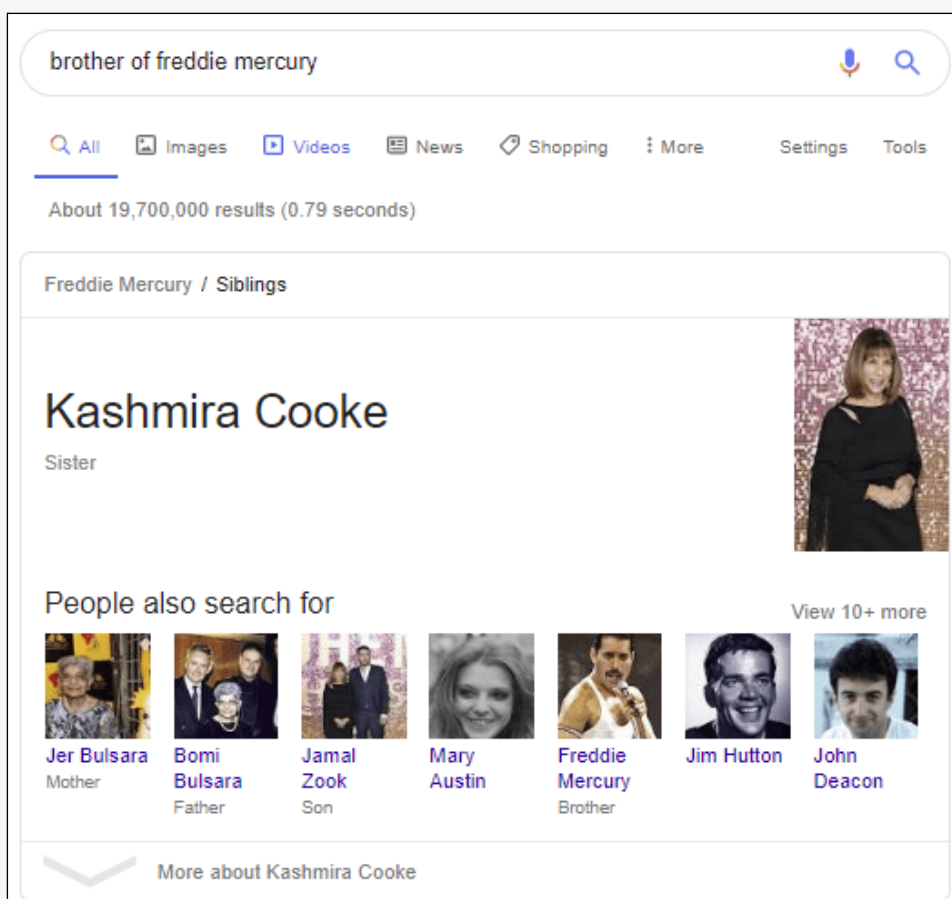 brother of freddie mercury
All Images Videos News Shopping More Settings Tools
About 19,700,000 results (0.79 seconds)
Freddie Mercury / Siblings
Kashmira Cooke
Sister
People also search for
View 10+ more
Jer Bulsara
Mother
Bomi
Bulsara
Father
Jamal
Zook
Son
Mary
Austin
Freddie
Mercury
Brother
Jim Hutton
John
Deacon
More about Kashmira Cooke